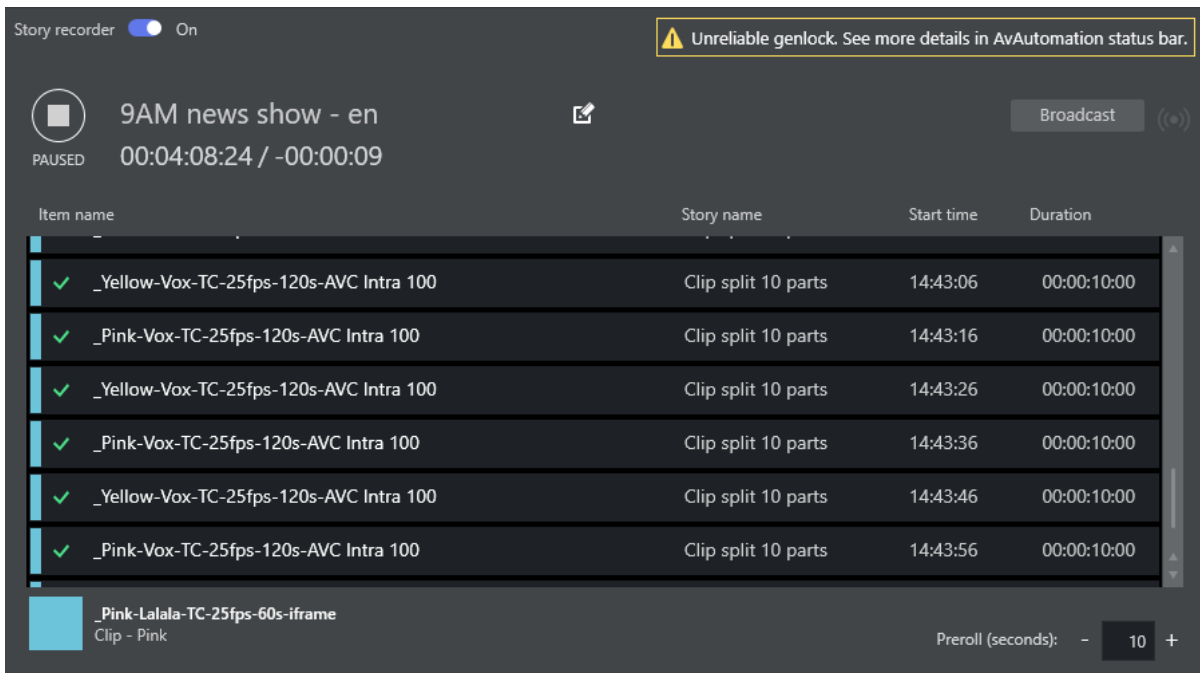 Story recorder On
Unreliable genlock. See more details in AvAutomation status bar.
9AM news show - en
Broadcast
PAUSED
00:04:08:24 / -00:00:09
Item name Story name Start time Duration
_Yellow-Vox-TC-25fps-120s-AVC Intra 100 Clip split 10 parts 14:43:06 00:00:10:00
_Pink-Vox-TC-25fps-120s-AVC Intra 100 Clip split 10 parts 14:43:16 00:00:10:00
_Yellow-Vox-TC-25fps-120s-AVC Intra 100 Clip split 10 parts 14:43:26 00:00:10:00
_Pink-Vox-TC-25fps-120s-AVC Intra 100 Clip split 10 parts 14:43:36 00:00:10:00
_Yellow-Vox-TC-25fps-120s-AVC Intra 100 Clip split 10 parts 14:43:46 00:00:10:00
_Pink-Vox-TC-25fps-120s-AVC Intra 100 Clip split 10 parts 14:43:56 00:00:10:00
_Pink-Lalala-TC-25fps-60s-iframe
Clip - Pink
Preroll (seconds): - 10 +